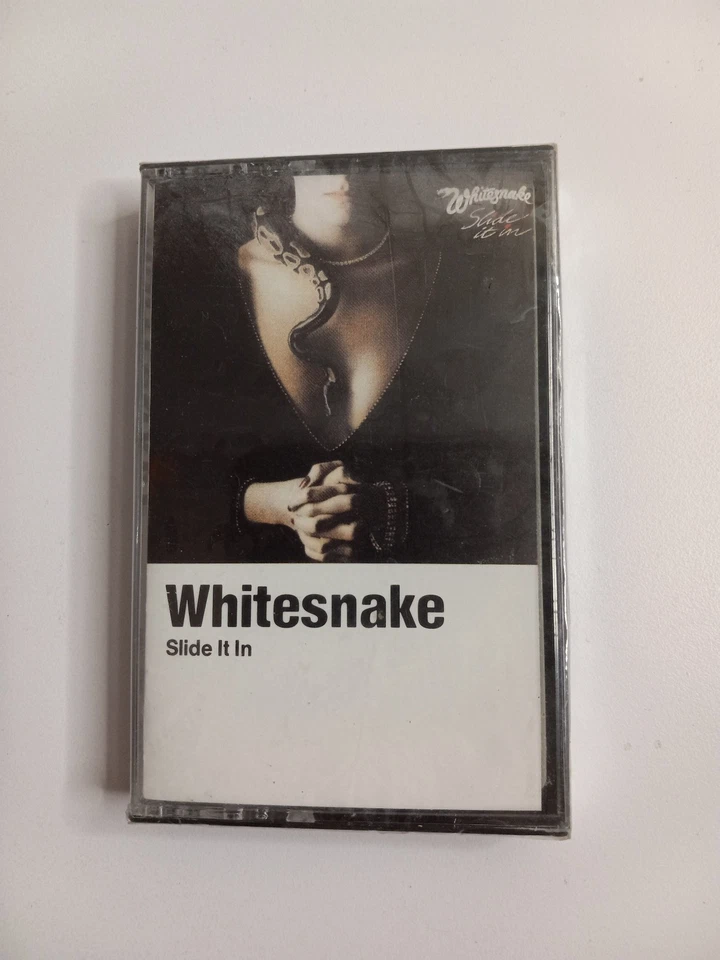 Whitesnake
Slide
it in
Whitesnake
Slide It In